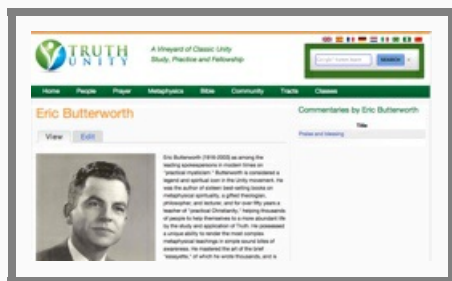 TRUTH
UNITY
A Vineyard of Classic Unity
Study, Practice and Fellowship
SEARCH
Home People Prayer Metaphysics Bible Community Tracts Classes
Eric Butterworth
View Edit
Commentaries by Eric Butterworth
Title
Praise and blessing
Eric Butterworth (1916-2003) as among the
leading spokespersons in modern times on
"practical mysticism." Butterworth is considered a
legend and spiritual icon in the Unity movement. He
was the author of sixteen best-selling books on
metaphysical spirituality, a gifted theologian,
philosopher, and lecturer, and for over fifty years a
teacher of "practical Christianity," helping thousands
of people to help themselves to a more abundant life
by the study and application of Truth. He possessed
a unique ability to render the most complex
metaphysical teachings in simple sound bites of
awareness. He mastered the art of the brief
"essayette," of which he wrote thousands, and is